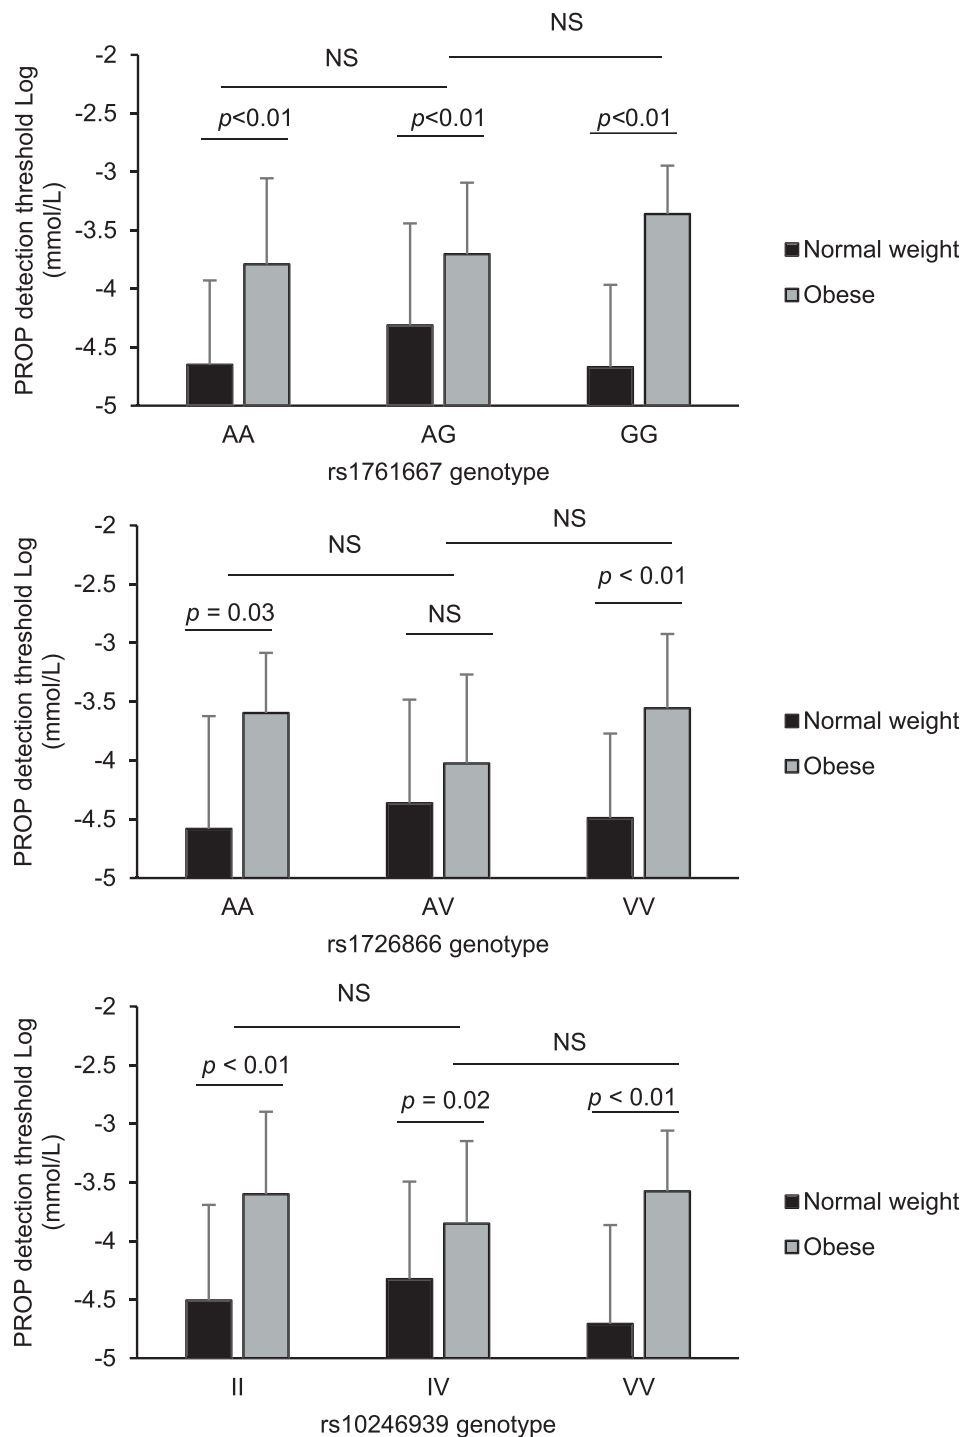 NS
NS
p<0.01
p<0.01
p<0.01
PROP detection threshold Log
(mmol/L)
-2
-2.5
-3
-3.5
-4
-4.5
-5
AA
AG
GG
rs1761667 genotype
Normal weight
Obese
NS
NS
p = 0.03
NS
p < 0.01
PROP detection threshold Log
(mmol/L)
-2
-2.5
-3
-3.5
-4
-4.5
-5
AA
AV
VV
rs1726866 genotype
Normal weight
Obese
NS
NS
p < 0.01
p = 0.02
p < 0.01
PROP detection threshold Log
(mmol/L)
-2
-2.5
-3
-3.5
-4
-4.5
-5
II
IV
VV
rs10246939 genotype
Normal weight
Obese